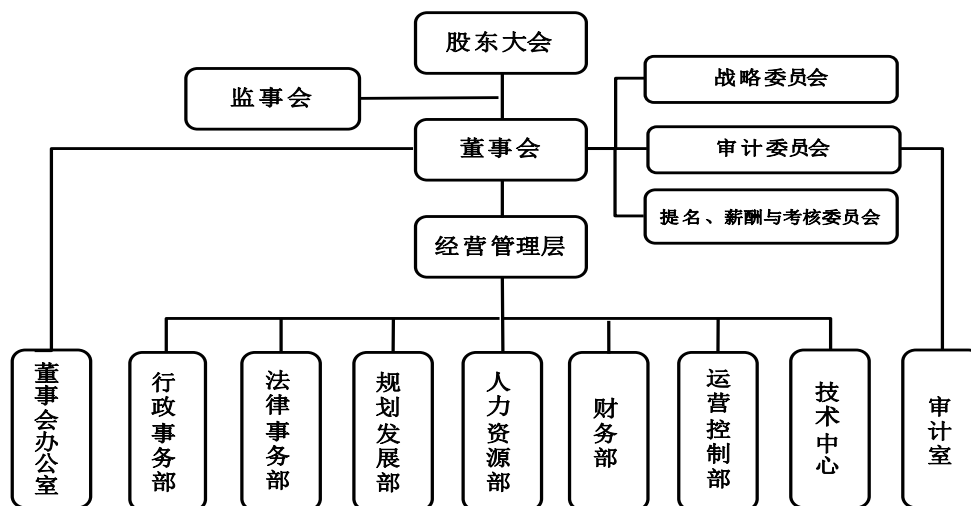 股东大会
监事会
战略委员会
董事会
审计委员会
提名、薪酬与考核委员会
经营管理层
董事会办公室
行政事务部
法律事务部
规划发展部
人力资源部
财务部
运营控制部
技术中心
审计室